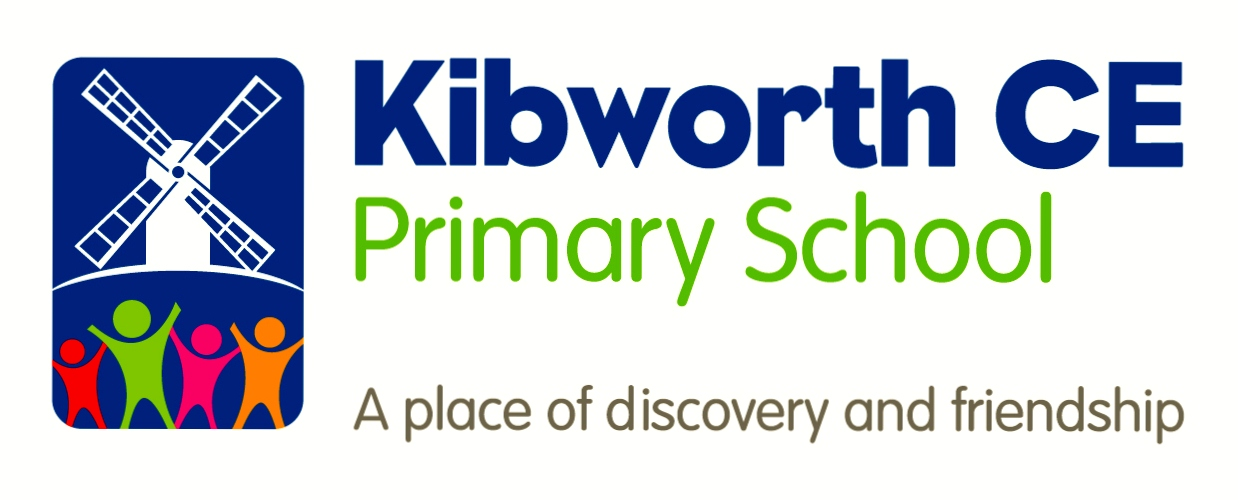 Kibworth CE
Primary School
A place of discovery and friendship